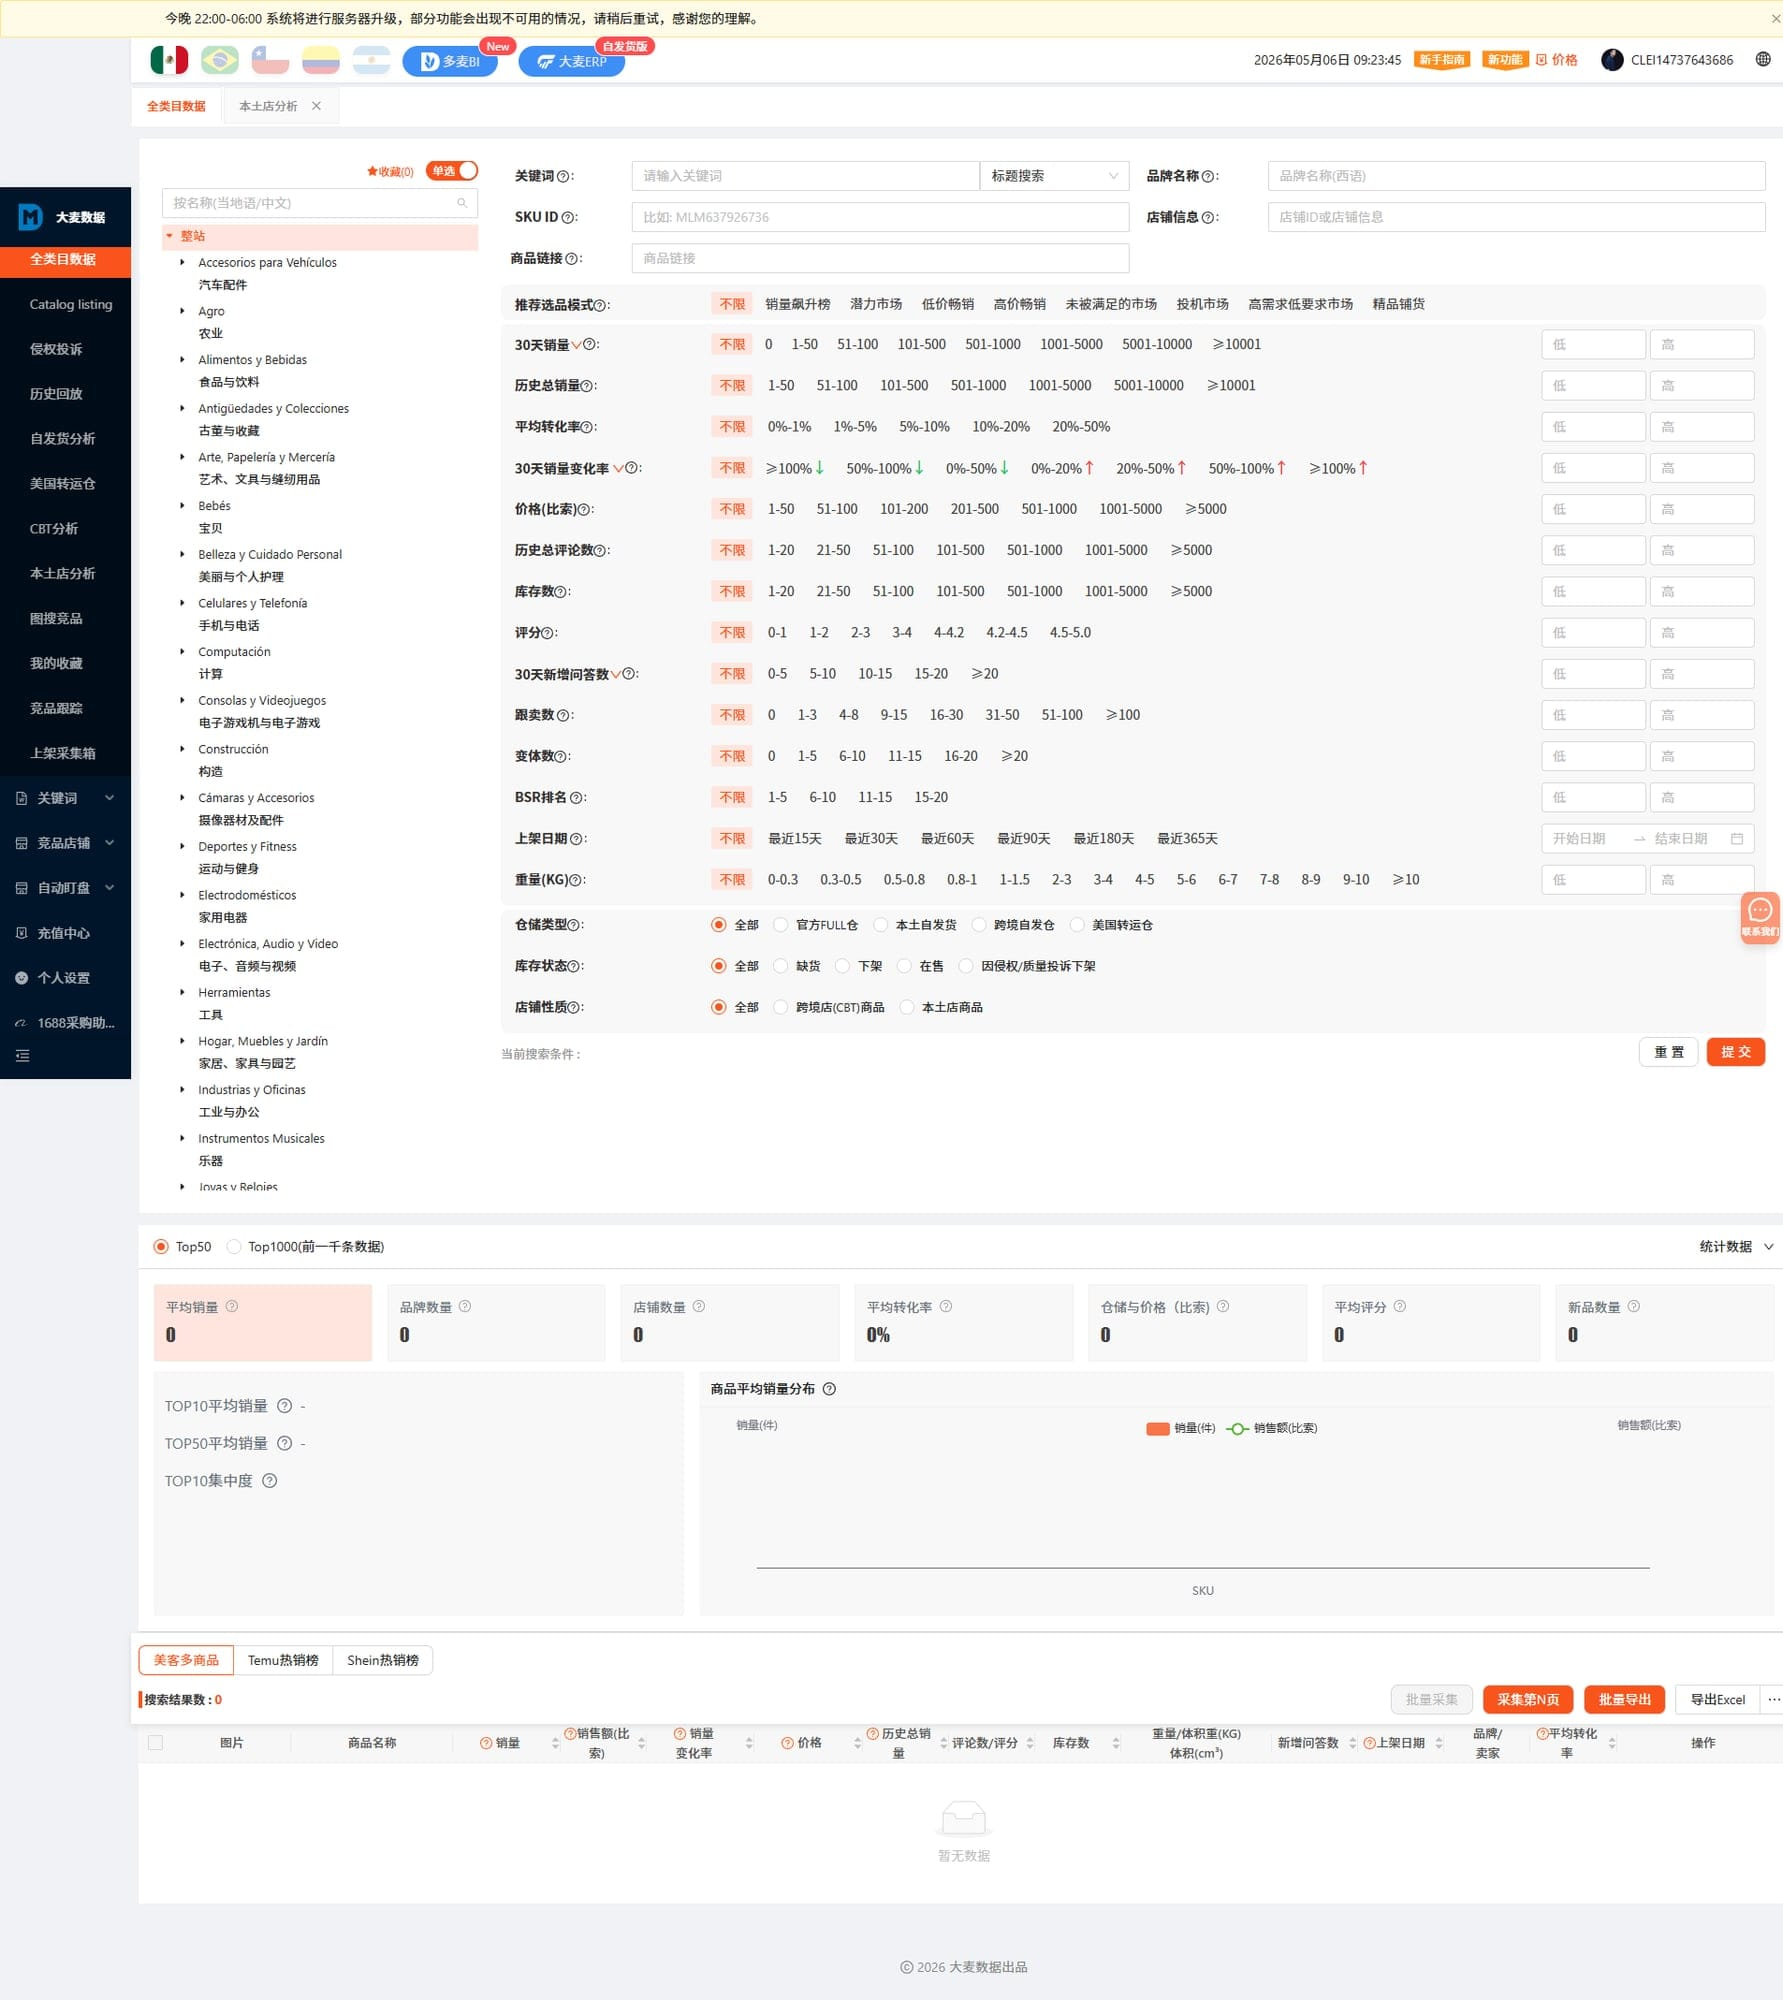 今晚 22:00-06:00 系统将进行服务器升级，部分功能会出现不可用的情况，请稍后重试，感谢您的理解。
多麦BI New 大麦ERP 自发货版 2026年05月06日 09:23:45 新手指南 新功能 价格 CLEI14737643686
全类目数据 本土店分析
大麦数据
全类目数据
Catalog listing
侵权投诉
历史回放
自发货分析
美国转运仓
CBT分析
本土店分析
图搜竞品
我的收藏
竞品跟踪
上架采集箱
关键词
竞品店铺
自动盯盘
充值中心
个人设置
1688采购助...
收藏(0) 单选
按名称(当地语/中文)
整站
Accesorios para Vehículos
汽车配件
Agro
农业
Alimentos y Bebidas
食品与饮料
Antigüedades y Colecciones
古董与收藏
Arte, Papelería y Mercería
艺术、文具与缝纫用品
Bebés
宝贝
Belleza y Cuidado Personal
美丽与个人护理
Celulares y Telefonía
手机与电话
Computación
计算
Consolas y Videojuegos
电子游戏机与电子游戏
Construcción
构造
Cámaras y Accesorios
摄像器材及配件
Deportes y Fitness
运动与健身
Electrodomésticos
家用电器
Electrónica, Audio y Video
电子、音频与视频
Herramientas
工具
Hogar, Muebles y Jardín
家居、家具与园艺
Industrias y Oficinas
工业与办公
Instrumentos Musicales
乐器
Joyas y Relojes
关键词?: 请输入关键词 标题搜索 品牌名称?: 品牌名称(西语)
SKU ID?: 比如: MLM637926736 店铺信息?: 店铺ID或店铺信息
商品链接?: 商品链接
推荐选品模式?: 不限 销量飙升榜 潜力市场 低价畅销 高价畅销 未被满足的市场 投机市场 高需求低要求市场 精品铺货
30天销量?: 不限 0 1-50 51-100 101-500 501-1000 1001-5000 5001-10000 ≥10001 低 高
历史总销量?: 不限 1-50 51-100 101-500 501-1000 1001-5000 5001-10000 ≥10001 低 高
平均转化率?: 不限 0%-1% 1%-5% 5%-10% 10%-20% 20%-50% 低 高
30天销量变化率?: 不限 ≥100%↓ 50%-100%↓ 0%-50%↓ 0%-20%↑ 20%-50%↑ 50%-100%↑ ≥100%↑ 低 高
价格(比索)?: 不限 1-50 51-100 101-200 201-500 501-1000 1001-5000 ≥5000 低 高
历史总评论数?: 不限 1-20 21-50 51-100 101-500 501-1000 1001-5000 ≥5000 低 高
库存数?: 不限 1-20 21-50 51-100 101-500 501-1000 1001-5000 ≥5000 低 高
评分?: 不限 0-1 1-2 2-3 3-4 4-4.2 4.2-4.5 4.5-5.0 低 高
30天新增问答数?: 不限 0-5 5-10 10-15 15-20 ≥20 低 高
跟卖数?: 不限 0 1-3 4-8 9-15 16-30 31-50 51-100 ≥100 低 高
变体数?: 不限 0 1-5 6-10 11-15 16-20 ≥20 低 高
BSR排名?: 不限 1-5 6-10 11-15 15-20 低 高
上架日期?: 不限 最近15天 最近30天 最近60天 最近90天 最近180天 最近365天 开始日期 → 结束日期
重量(KG)?: 不限 0-0.3 0.3-0.5 0.5-0.8 0.8-1 1-1.5 2-3 3-4 4-5 5-6 6-7 7-8 8-9 9-10 ≥10 低 高
仓储类型?: 全部 官方FULL仓 本土自发货 跨境自发仓 美国转运仓
库存状态?: 全部 缺货 下架 在售 因侵权/质量投诉下架
店铺性质?: 全部 跨境店(CBT)商品 本土店商品
当前搜索条件 : 重 置 提 交
联系我们
Top50 Top1000(前一千条数据) 统计数据
平均销量 ? 品牌数量 ? 店铺数量 ? 平均转化率 ? 仓储与价格（比索) ? 平均评分 ? 新品数量 ?
0 0 0 0% 0 0 0
TOP10平均销量 ? -
TOP50平均销量 ? -
TOP10集中度 ?
商品平均销量分布 ?
销量(件) 销量(件) 销售额(比索) 销售额(比索)
SKU
美客多商品 Temu热销榜 Shein热销榜
搜索结果数 : 0 批量采集 采集第N页 批量导出 导出Excel ...
图片 商品名称 ?销量 ?销售额(比索) ?销量变化率 ?价格 ?历史总销量 评论数/评分 库存数 重量/体积重(KG) 体积(cm³) 新增问答数 ?上架日期 品牌/卖家 ?平均转化率 操作
暂无数据
© 2026 大麦数据出品